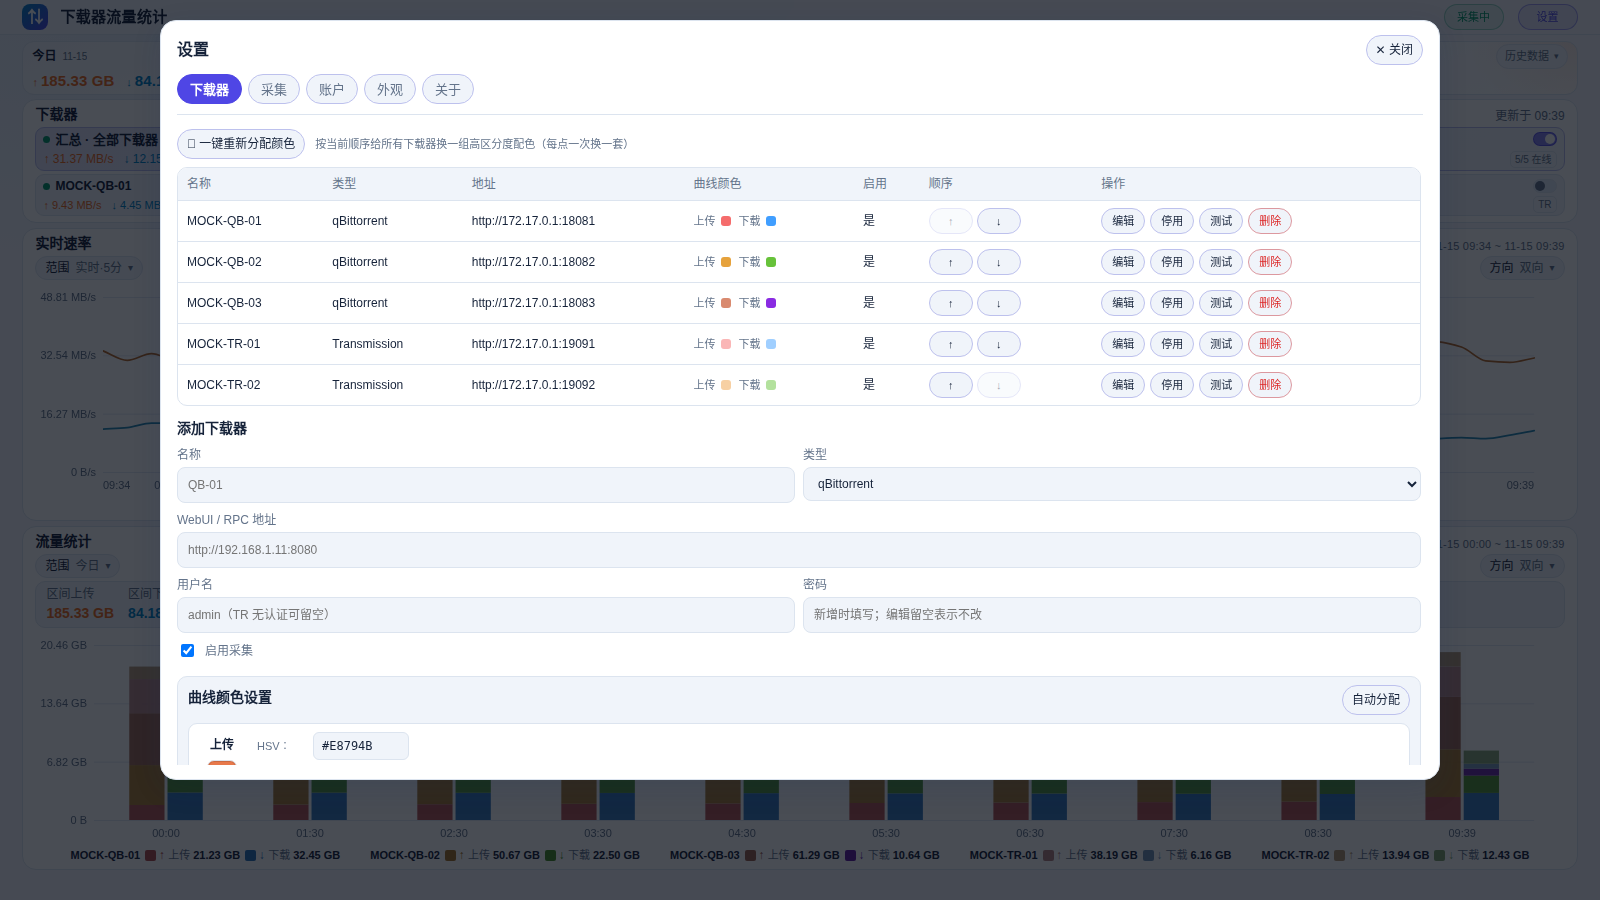 下载器流量统计
采集中
设置
今日 11-15
历史数据 ▾
↑ 185.33 GB ↓ 84.1
下载器
更新于 09:39
汇总 · 全部下载器
↑ 31.37 MB/s ↓ 12.15
5/5 在线
MOCK-QB-01
↑ 9.43 MB/s ↓ 4.45 MB
TR
实时速率
1-15 09:34 ~ 11-15 09:39
范围 实时·5分 ▾
方向 双向 ▾
48.81 MB/s
32.54 MB/s
16.27 MB/s
0 B/s
09:34
09:39
流量统计
1-15 00:00 ~ 11-15 09:39
范围 今日 ▾
方向 双向 ▾
区间上传 区间下
185.33 GB 84.18
20.46 GB
13.64 GB
6.82 GB
0 B
00:00 01:30 02:30 03:30 04:30 05:30 06:30 07:30 08:30 09:39
MOCK-QB-01 ↑ 上传 21.23 GB ↓ 下载 32.45 GB MOCK-QB-02 ↑ 上传 50.67 GB ↓ 下载 22.50 GB MOCK-QB-03 ↑ 上传 61.29 GB ↓ 下载 10.64 GB MOCK-TR-01 ↑ 上传 38.19 GB ↓ 下载 6.16 GB MOCK-TR-02 ↑ 上传 13.94 GB ↓ 下载 12.43 GB
设置
✕ 关闭
下载器 采集 账户 外观 关于
一键重新分配颜色 按当前顺序给所有下载器换一组高区分度配色（每点一次换一套）
名称 类型 地址 曲线颜色 启用 顺序 操作
MOCK-QB-01 qBittorrent http://172.17.0.1:18081 上传 下载 是 ↑ ↓ 编辑 停用 测试 删除
MOCK-QB-02 qBittorrent http://172.17.0.1:18082 上传 下载 是 ↑ ↓ 编辑 停用 测试 删除
MOCK-QB-03 qBittorrent http://172.17.0.1:18083 上传 下载 是 ↑ ↓ 编辑 停用 测试 删除
MOCK-TR-01 Transmission http://172.17.0.1:19091 上传 下载 是 ↑ ↓ 编辑 停用 测试 删除
MOCK-TR-02 Transmission http://172.17.0.1:19092 上传 下载 是 ↑ ↓ 编辑 停用 测试 删除
添加下载器
名称 类型
QB-01 qBittorrent
WebUI / RPC 地址
http://192.168.1.11:8080
用户名 密码
admin（TR 无认证可留空） 新增时填写；编辑留空表示不改
启用采集
曲线颜色设置
自动分配
上传 HSV： #E8794B